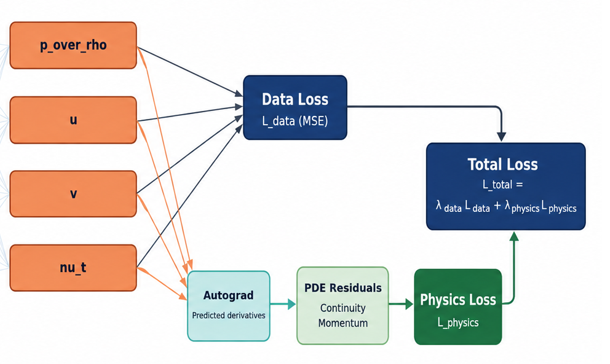 p_over_rho
u
v
nu_t
Data Loss
L_data (MSE)
Total Loss
L_total =
λ data L data + λ physics L physics
Autograd
Predicted derivatives
PDE Residuals
Continuity
Momentum
Physics Loss
L_physics